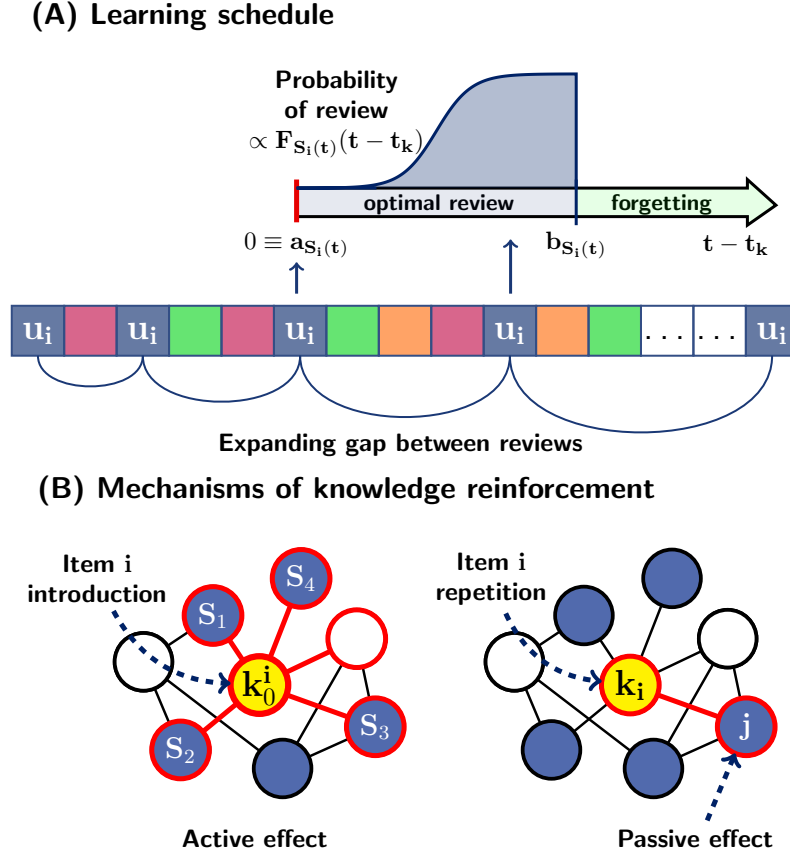 (A) Learning schedule
Probability
of review
∝ F_{S_i(t)}(t − t_k)
optimal review forgetting
0 ≡ a_{S_i(t)} b_{S_i(t)} t − t_k
u_i u_i u_i u_i . . . . . . u_i
Expanding gap between reviews
(B) Mechanisms of knowledge reinforcement
Item i
introduction
S_4
S_1
k_0^i
S_3
S_2
Active effect
Item i
repetition
k_i
j
Passive effect